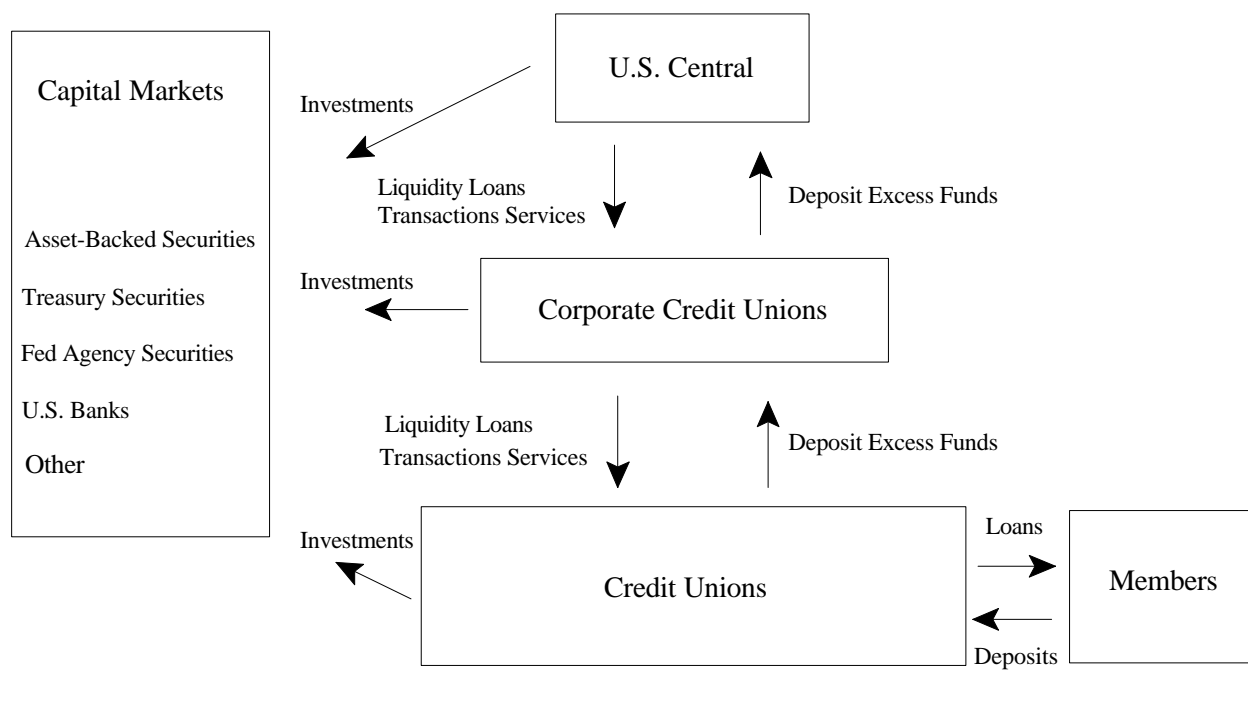 Capital Markets
Asset-Backed Securities
Treasury Securities
Fed Agency Securities
U.S. Banks
Other
U.S. Central
Investments
Liquidity Loans
Transactions Services
Deposit Excess Funds
Investments
Corporate Credit Unions
Liquidity Loans
Transactions Services
Deposit Excess Funds
Investments
Credit Unions
Loans
Members
Deposits